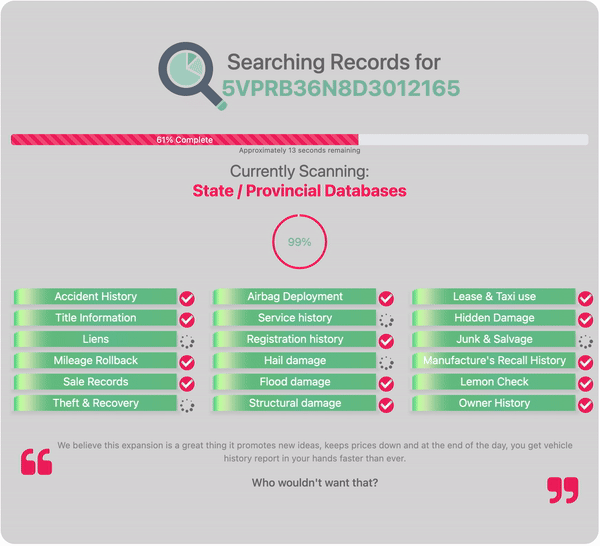 Searching Records for
5VPRB36N8D3012165
61% Complete
Approximately 13 seconds remaining
Currently Scanning:
State / Provincial Databases
99%
Accident History
Airbag Deployment
Lease & Taxi use
Title Information
Service history
Hidden Damage
Liens
Registration history
Junk & Salvage
Mileage Rollback
Hail damage
Manufacture's Recall History
Sale Records
Flood damage
Lemon Check
Theft & Recovery
Structural damage
Owner History
We believe this expansion is a great thing it promotes new ideas, keeps prices down and at the end of the day, you get vehicle
history report in your hands faster than ever.
Who wouldn't want that?